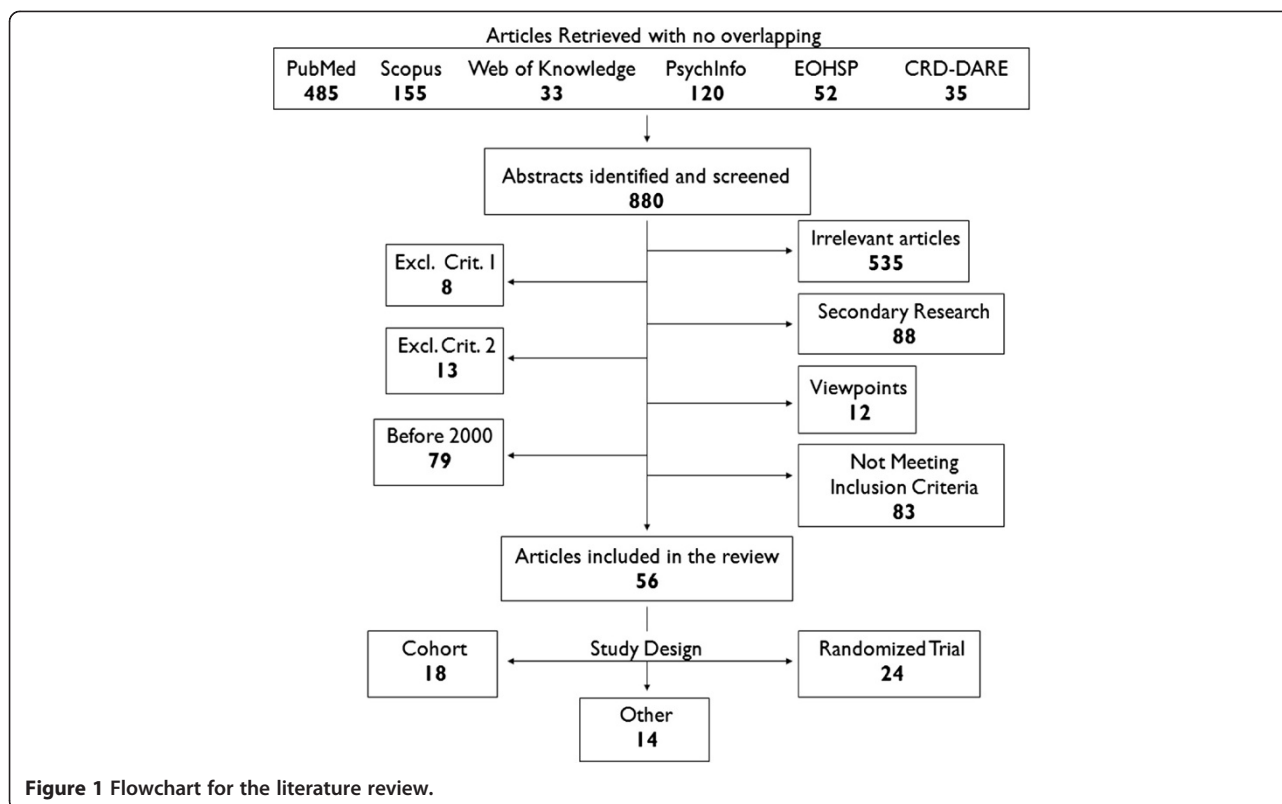 Articles Retrieved with no overlapping
PubMed Scopus Web of Knowledge PsychInfo EOHSP CRD-DARE
485 155 33 120 52 35
Abstracts identified and screened
880
Irrelevant articles
535
Excl. Crit. 1
8
Secondary Research
88
Excl. Crit. 2
13
Viewpoints
12
Before 2000
79
Not Meeting
Inclusion Criteria
83
Articles included in the review
56
Study Design
Cohort
18
Randomized Trial
24
Other
14
Figure 1 Flowchart for the literature review.